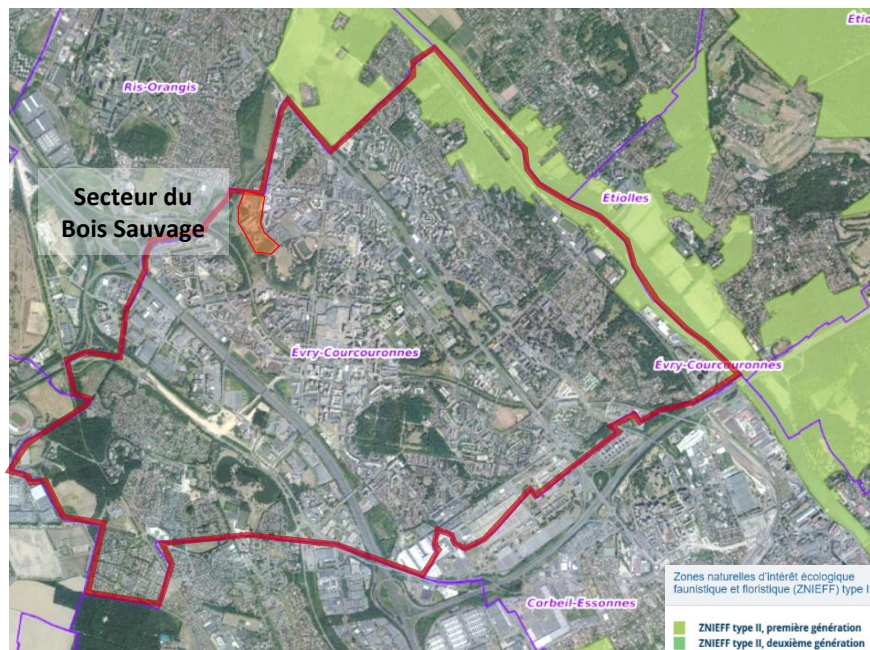 Étio
Ris-Orangis
Secteur du
Bois Sauvage
Etiolles
Évry-Courcouronnes
Évry-Courcouronnes
Corbeil-Essonnes
Zones naturelles d'intérêt écologique
faunistique et floristique (ZNIEFF) type I
ZNIEFF type II, première génération
ZNIEFF type II, deuxième génération